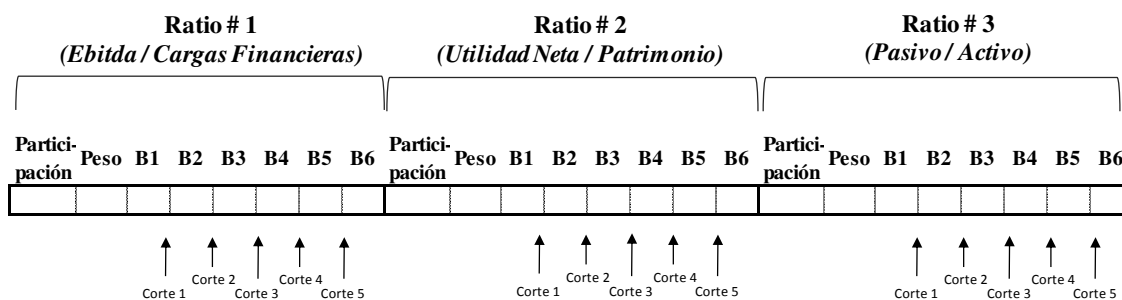 Ratio # 1
(Ebitda / Cargas Financieras)
Ratio # 2
(Utilidad Neta / Patrimonio)
Ratio # 3
(Pasivo / Activo)
Partici-
pación Peso B1 B2 B3 B4 B5 B6
Partici-
pación Peso B1 B2 B3 B4 B5 B6
Partici-
pación Peso B1 B2 B3 B4 B5 B6
Corte 2 Corte 4
Corte 1 Corte 3 Corte 5
Corte 2 Corte 4
Corte 1 Corte 3 Corte 5
Corte 2 Corte 4
Corte 1 Corte 3 Corte 5